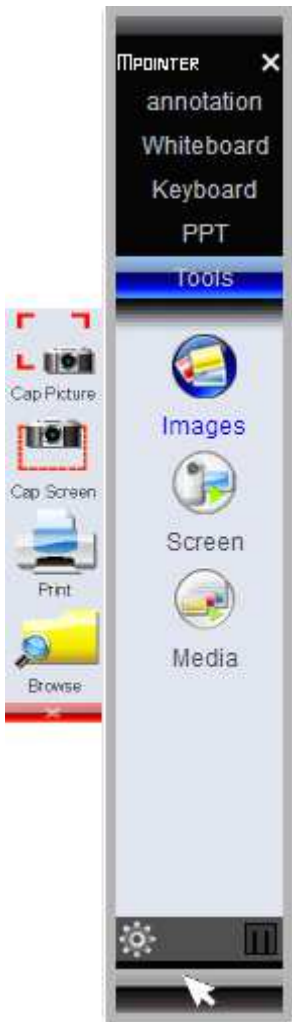 MPOINTER
annotation
Whiteboard
Keyboard
PPT
Tools
Cap Picture
Cap Screen
Print
Browse
Images
Screen
Media